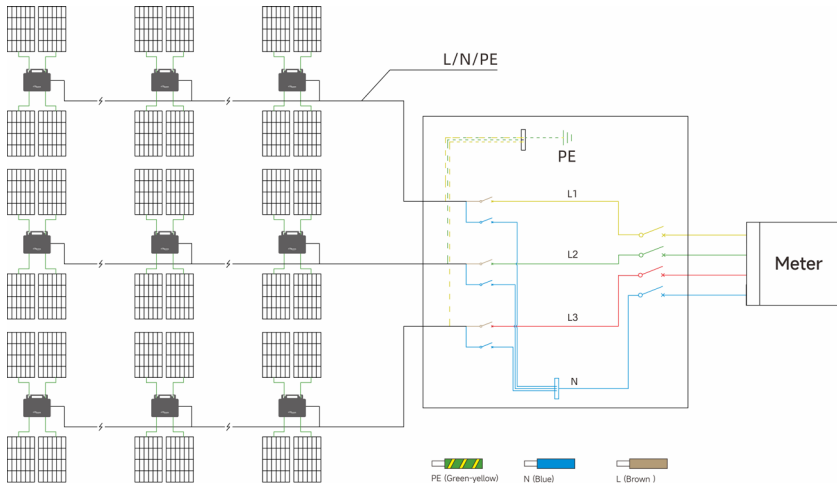 L/N/PE
PE
L1
L2
Meter
L3
N
PE (Green-yellow)
N (Blue)
L (Brown )